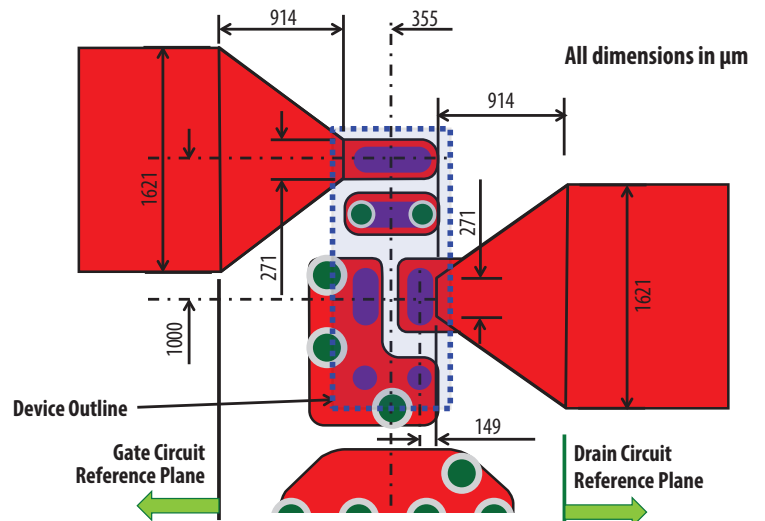 914
355
All dimensions in µm
914
1621
271
271
1621
1000
Device Outline
149
Gate Circuit
Reference Plane
Drain Circuit
Reference Plane